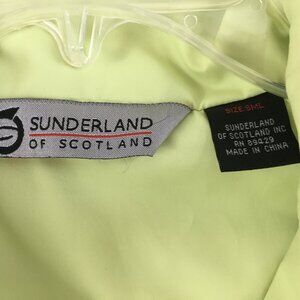 SUNDERLAND
OF SCOTLAND
SIZE:SML
SUNDERLAND
OF SCOTLAND INC
RN 89429
MADE IN CHINA